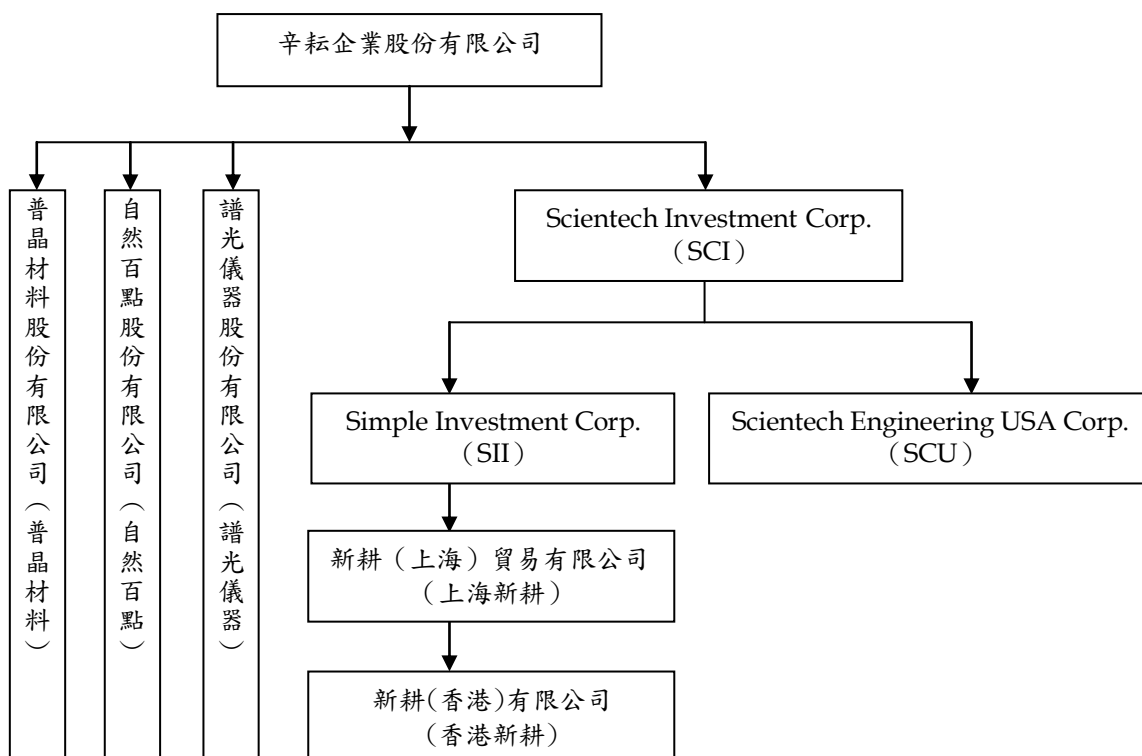 辛耘企業股份有限公司
普晶材料股份有限公司（普晶材料）
自然百點股份有限公司（自然百點）
譜光儀器股份有限公司（譜光儀器）
Scientech Investment Corp.
（SCI）
Simple Investment Corp.
（SII）
Scientech Engineering USA Corp.
（SCU）
新耕（上海）貿易有限公司
（上海新耕）
新耕(香港)有限公司
(香港新耕)